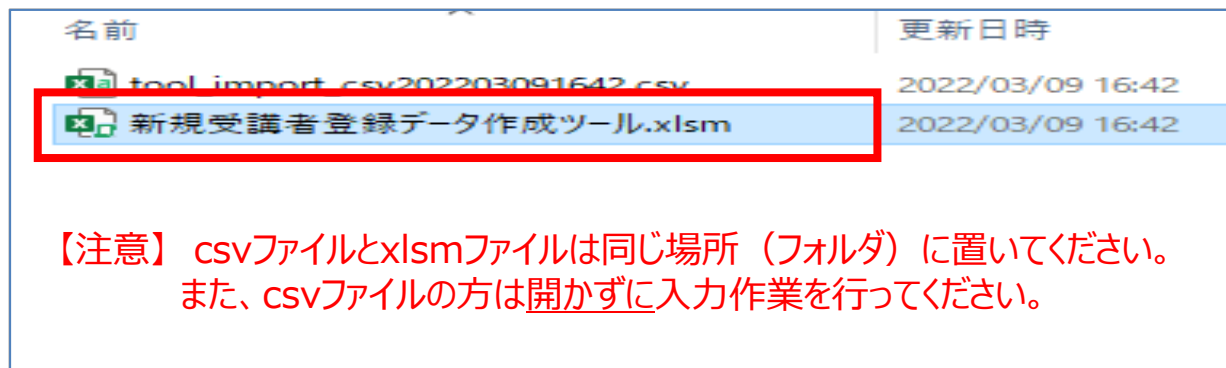 名前 更新日時
tool_import_csv202203091642.csv 2022/03/09 16:42
新規受講者登録データ作成ツール.xlsm 2022/03/09 16:42
【注意】 csvファイルとxlsmファイルは同じ場所（フォルダ）に置いてください。
また、csvファイルの方は開かずに入力作業を行ってください。